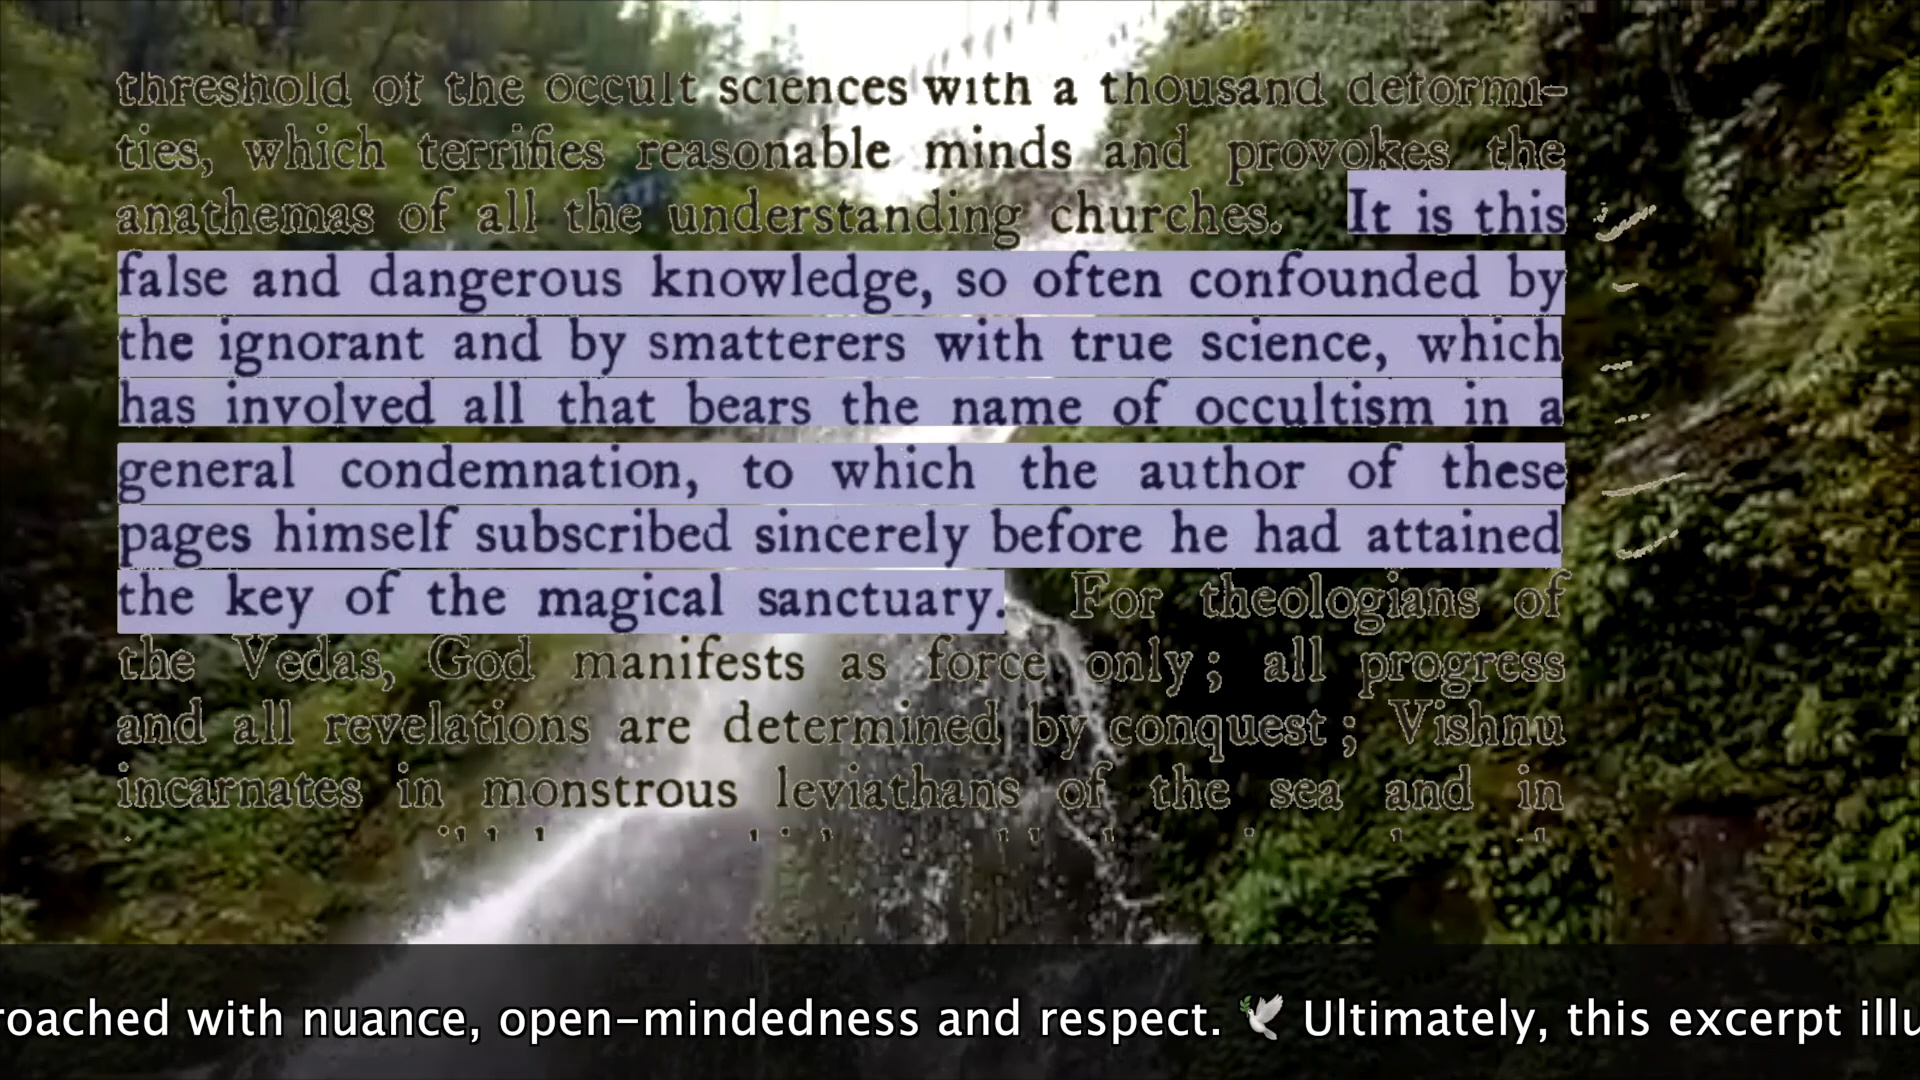 threshold of the occult sciences with a thousand deformi-
ties, which terrifies reasonable minds and provokes the
anathemas of all the understanding churches. It is this
false and dangerous knowledge, so often confounded by
the ignorant and by smatterers with true science, which
has involved all that bears the name of occultism in a
general condemnation, to which the author of these
pages himself subscribed sincerely before he had attained
the key of the magical sanctuary. For theologians of
the Vedas, God manifests as force only; all progress
and all revelations are determined by conquest; Vishnu
incarnates in monstrous leviathans of the sea and in
roached with nuance, open-mindedness and respect. 🕊️ Ultimately, this excerpt illu